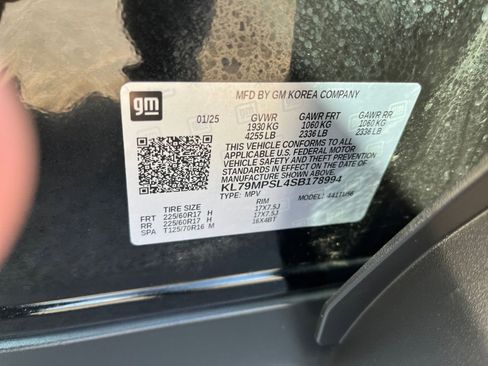 gm
MFD BY GM KOREA COMPANY
01/25 GVWR GAWR FRT GAWR RR
1930 KG 1060 KG 1060 KG
4255 LB 2336 LB 2336 LB
THIS VEHICLE CONFORMS TO ALL
APPLICABLE U.S. FEDERAL MOTOR
VEHICLE SAFETY STANDARDS
IN EFFECT ON THE DATE OF
MANUFACTURE SHOWN ABOVE.
KL79MPSL4SB178994
TYPE: MPV MODEL:
TIRE SIZE RIM
FRT 225/60R17 H 17X7.5J
RR 225/60R17 H 17X7.5J
SPA T125/70R16 M 16X4BT